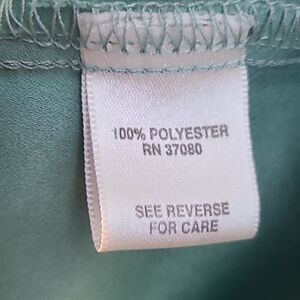 100% POLYESTER
RN 37080
SEE REVERSE
FOR CARE